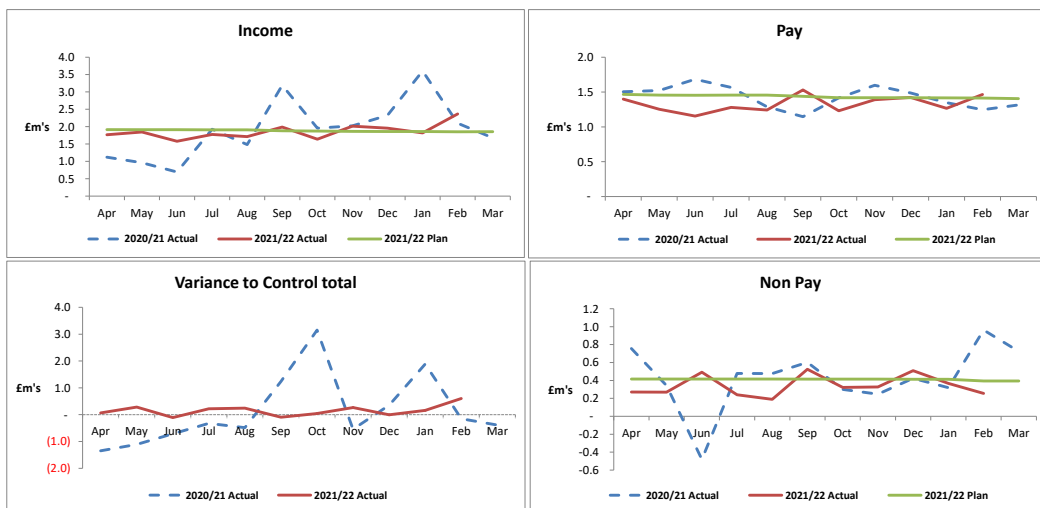 Income
4.0
3.5
3.0
2.5
£m's 2.0
1.5
1.0
0.5
-
Apr May Jun Jul Aug Sep Oct Nov Dec Jan Feb Mar
2020/21 Actual 2021/22 Actual 2021/22 Plan
Pay
2.0
1.5
£m's 1.0
0.5
-
Apr May Jun Jul Aug Sep Oct Nov Dec Jan Feb Mar
2020/21 Actual 2021/22 Actual 2021/22 Plan
Variance to Control total
4.0
3.0
2.0
£m's 1.0
-
Apr May Jun Jul Aug Sep Oct Nov Dec Jan Feb Mar
(1.0)
(2.0)
2020/21 Actual 2021/22 Actual
Non Pay
1.2
1.0
0.8
0.6
£m's 0.4
0.2
-
Apr May Jun Jul Aug Sep Oct Nov Dec Jan Feb Mar
-0.2
-0.4
-0.6
2020/21 Actual 2021/22 Actual 2021/22 Plan